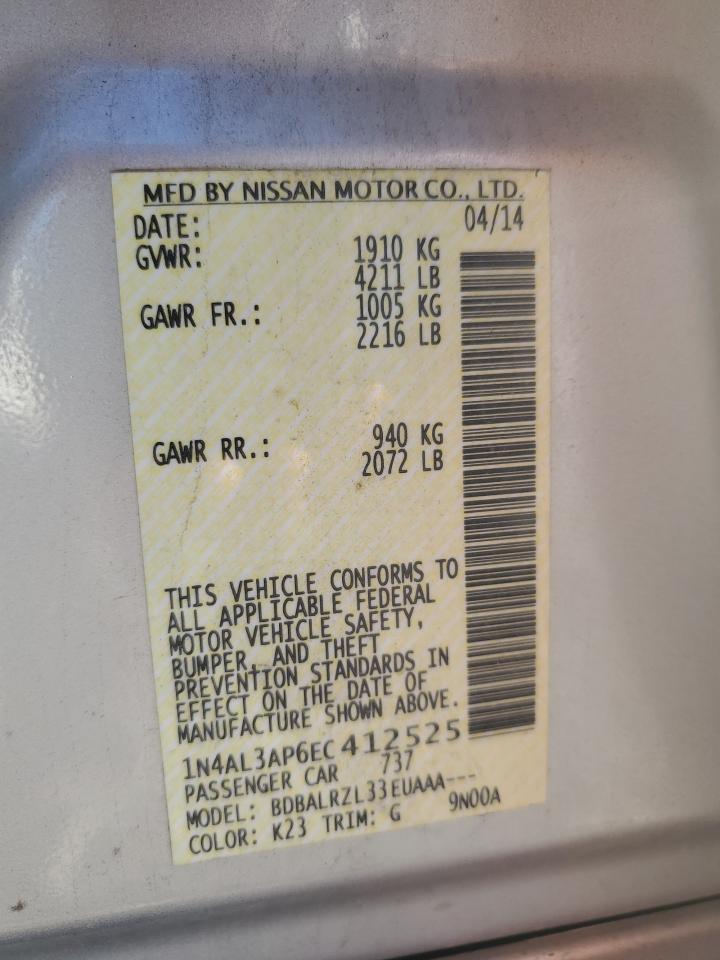 MFD BY NISSAN MOTOR CO., LTD.
DATE: 04/14
GVWR: 1910 KG
4211 LB
GAWR FR.: 1005 KG
2216 LB
GAWR RR.: 940 KG
2072 LB
THIS VEHICLE CONFORMS TO
ALL APPLICABLE FEDERAL
MOTOR VEHICLE SAFETY,
BUMPER, AND THEFT
PREVENTION STANDARDS IN
EFFECT ON THE DATE OF
MANUFACTURE SHOWN ABOVE.
1N4AL3AP6EC412525
PASSENGER CAR 737
MODEL: BDBALRZL33EUAAA---
COLOR: K23 TRIM: G 9N00A